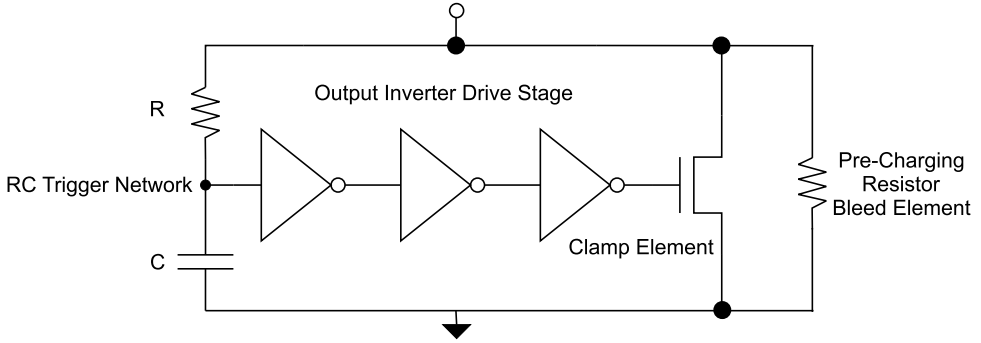 Output Inverter Drive Stage
R
RC Trigger Network
Pre-Charging
Resistor
Bleed Element
Clamp Element
C